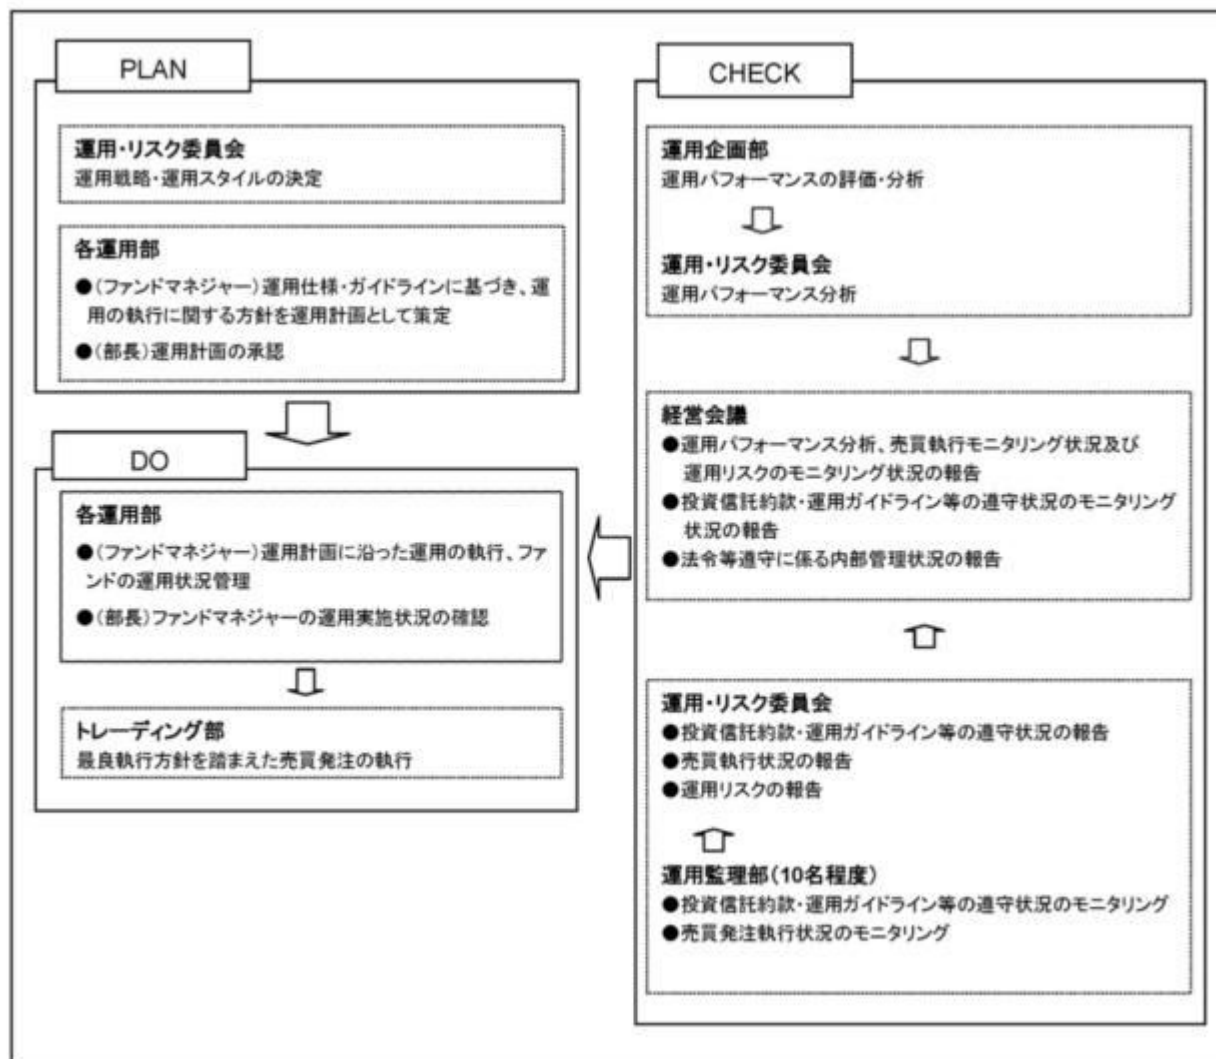 PLAN
運用・リスク委員会
運用戦略・運用スタイルの決定
各運用部
●(ファンドマネジャー)運用仕様・ガイドラインに基づき、運
用の執行に関する方針を運用計画として策定
●(部長)運用計画の承認
DO
各運用部
●(ファンドマネジャー)運用計画に沿った運用の執行、ファ
ンドの運用状況管理
●(部長)ファンドマネジャーの運用実施状況の確認
トレーディング部
最良執行方針を踏まえた売買発注の執行
CHECK
運用企画部
運用パフォーマンスの評価・分析
運用・リスク委員会
運用パフォーマンス分析
経営会議
●運用パフォーマンス分析、売買執行モニタリング状況及び
運用リスクのモニタリング状況の報告
●投資信託約款・運用ガイドライン等の遵守状況のモニタリング
状況の報告
●法令等遵守に係る内部管理状況の報告
運用・リスク委員会
●投資信託約款・運用ガイドライン等の遵守状況の報告
●売買執行状況の報告
●運用リスクの報告
運用監理部(10名程度)
●投資信託約款・運用ガイドライン等の遵守状況のモニタリング
●売買発注執行状況のモニタリング